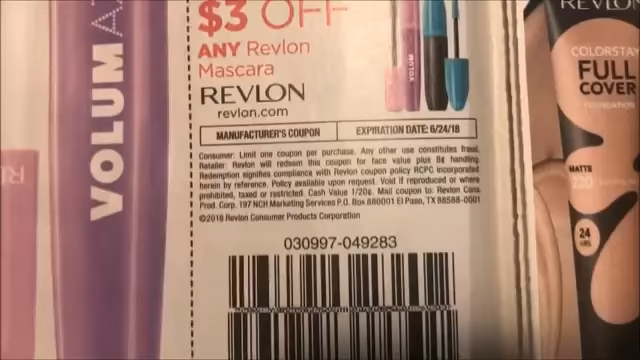 $3 OFF
ANY Revlon
Mascara
REVLON
revlon.com
MANUFACTURER'S COUPON
EXPIRATION DATE: 6/24/18
Consumer: Limit one coupon per purchase. Any other use constitutes fraud.
Retailer: Revlon will redeem this coupon for face value plus 8¢ handling.
Redemption signifies compliance with Revlon coupon policy RCPC incorporated
herein by reference. Policy available upon request. Void if reproduced or where
prohibited, taxed or restricted. Cash Value 1/20¢. Mail coupon to: Revlon Cons.
Prod. Corp. 197 NCH Marketing Services P.O. Box 880001 El Paso, TX 88588-0001
©2018 Revlon Consumer Products Corporation
030997-049283
VOLUM
REVLON
COLORSTAY
FULL
COVER
FOUNDATION
MATTE
24
HRS